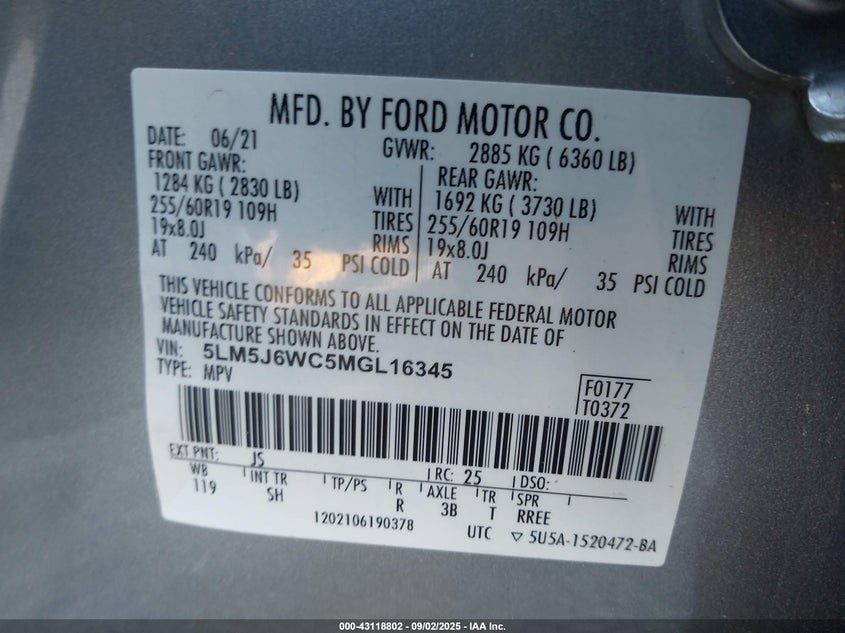 MFD. BY FORD MOTOR CO.
DATE: 06/21 GVWR: 2885 KG ( 6360 LB)
FRONT GAWR: REAR GAWR:
1284 KG ( 2830 LB) WITH 1692 KG ( 3730 LB) WITH
255/60R19 109H TIRES 255/60R19 109H TIRES
19x8.0J RIMS 19x8.0J RIMS
AT 240 kPa/ 35 PSI COLD AT 240 kPa/ 35 PSI COLD
THIS VEHICLE CONFORMS TO ALL APPLICABLE FEDERAL MOTOR
VEHICLE SAFETY STANDARDS IN EFFECT ON THE DATE OF
MANUFACTURE SHOWN ABOVE.
VIN: 5LM5J6WC5MGL16345
TYPE: MPV
F0177
T0372
EXT PNT: JS RC: 25 DSO:
WB INT TR TP/PS R AXLE TR SPR
119 SH R 3B T RREE
1202106190378 UTC ▽ 5U5A-1520472-BA
000-43118802 - 09/02/2025 - IAA Inc.